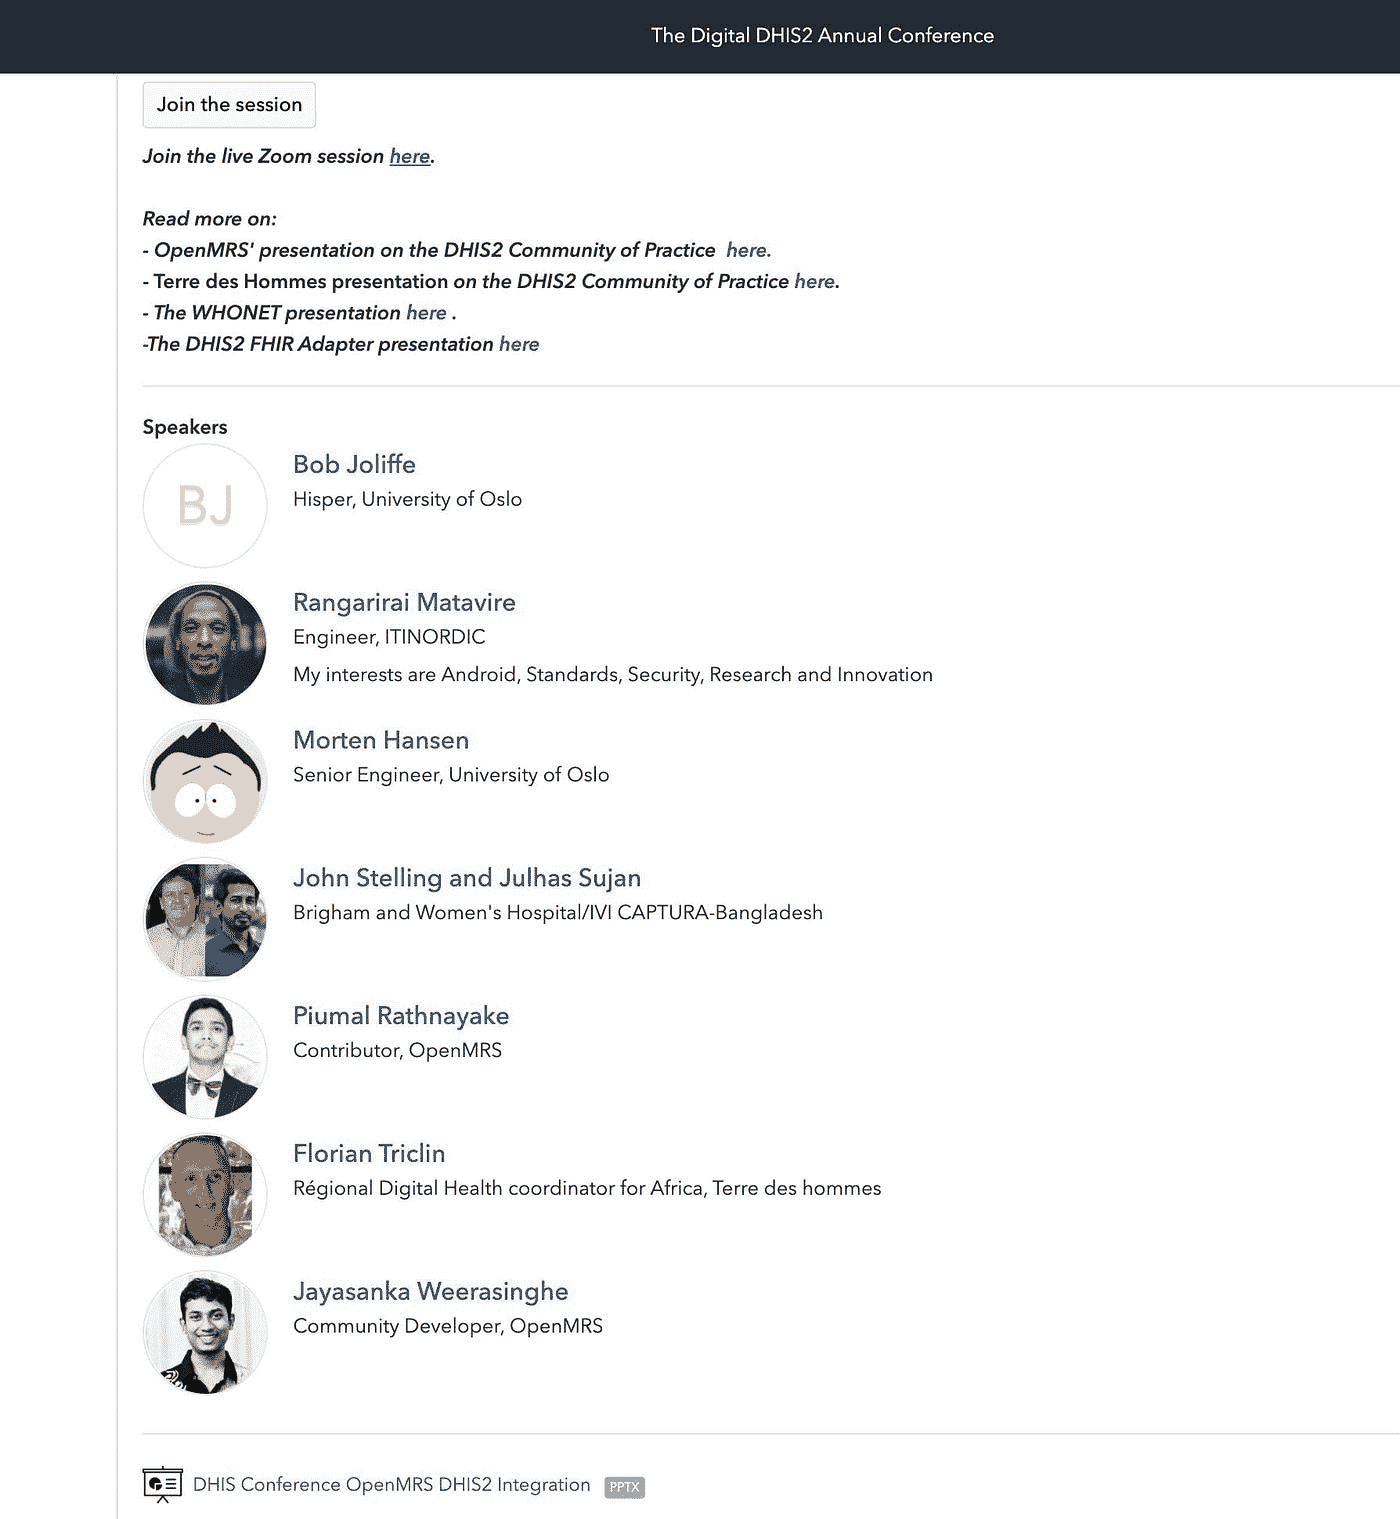 The Digital DHIS2 Annual Conference
Join the session
Join the live Zoom session here.
Read more on:
- OpenMRS' presentation on the DHIS2 Community of Practice  here.
- Terre des Hommes presentation on the DHIS2 Community of Practice here.
- The WHONET presentation here .
-The DHIS2 FHIR Adapter presentation here
Speakers
BJ
Bob Joliffe
Hisper, University of Oslo
Rangarirai Matavire
Engineer, ITINORDIC
My interests are Android, Standards, Security, Research and Innovation
Morten Hansen
Senior Engineer, University of Oslo
John Stelling and Julhas Sujan
Brigham and Women's Hospital/IVI CAPTURA-Bangladesh
Piumal Rathnayake
Contributor, OpenMRS
Florian Triclin
Régional Digital Health coordinator for Africa, Terre des hommes
Jayasanka Weerasinghe
Community Developer, OpenMRS
DHIS Conference OpenMRS DHIS2 Integration PPTX